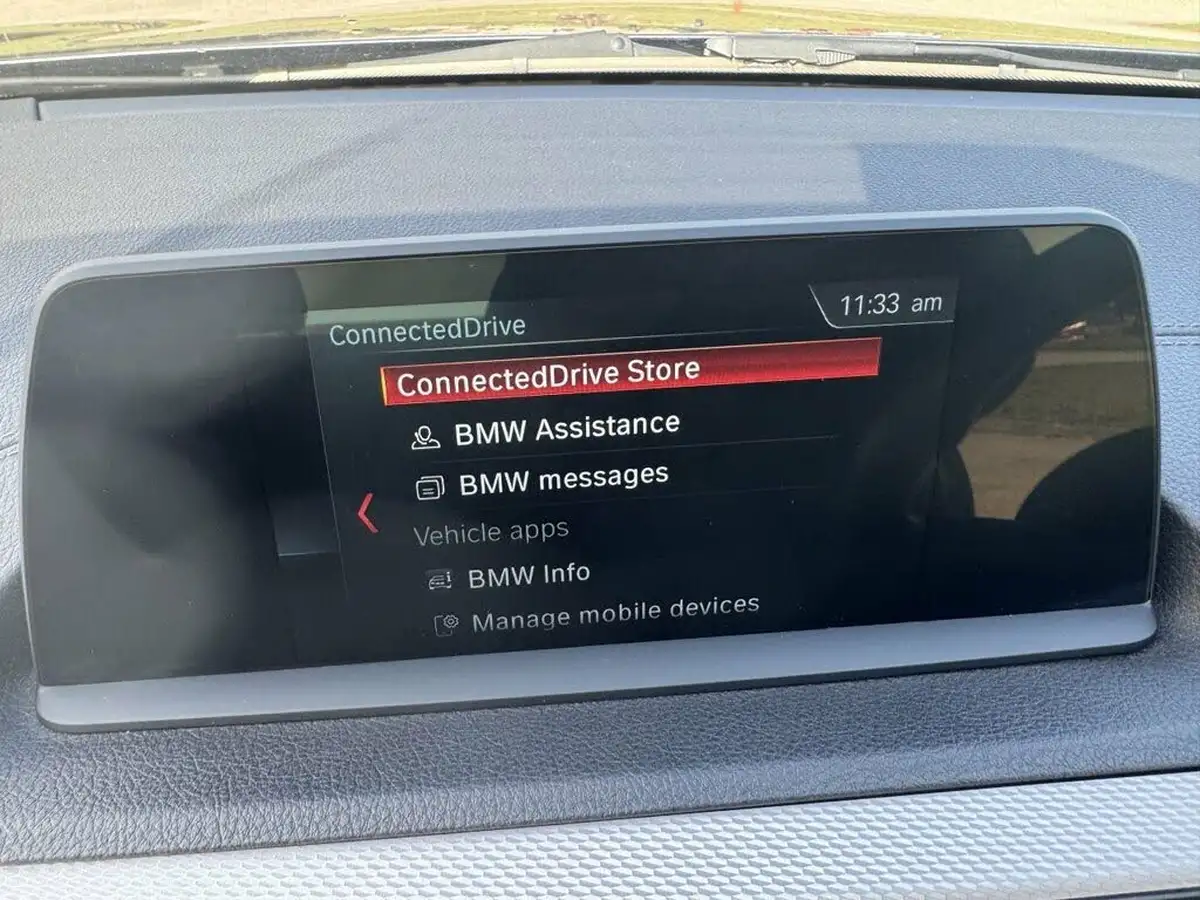 11:33 am
ConnectedDrive
ConnectedDrive Store
BMW Assistance
BMW messages
Vehicle apps
BMW Info
Manage mobile devices